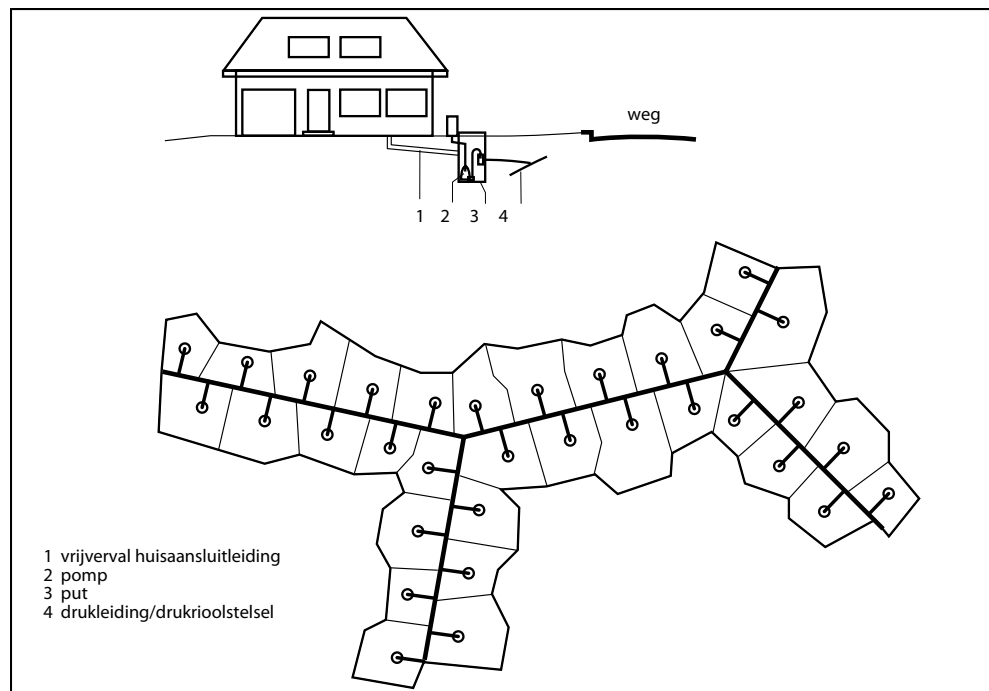 weg
1 2 3 4
1 vrijverval huisaansluitleiding
2 pomp
3 put
4 drukleiding/drukrioolstelsel